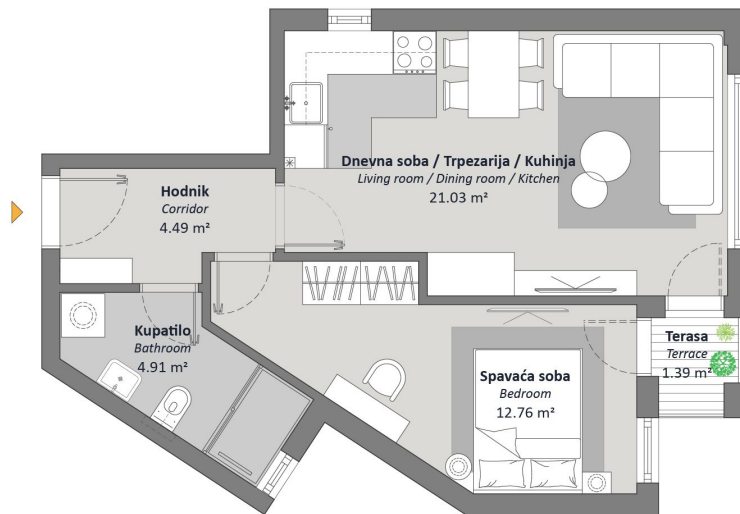 Dnevna soba / Trpezarija / Kuhinja
Living room / Dining room / Kitchen
21.03 m²
Hodnik
Corridor
4.49 m²
Kupatilo
Bathroom
4.91 m²
Spavaća soba
Bedroom
12.76 m²
Terasa
Terrace
1.39 m²